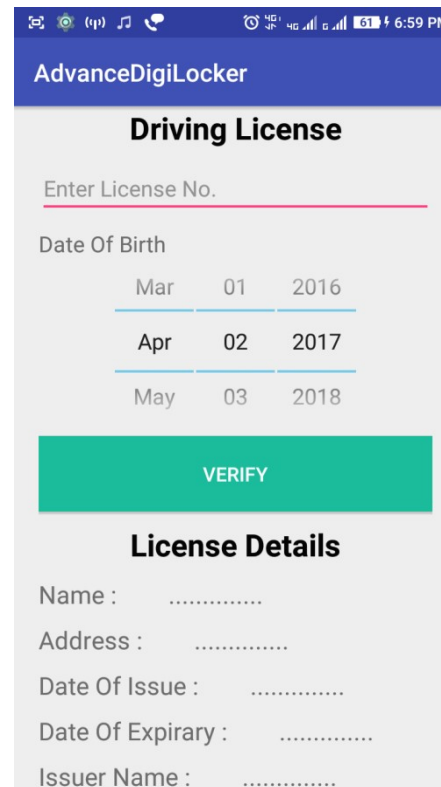 61 6:59 PM
AdvanceDigiLocker
Driving License
Enter License No.
Date Of Birth
Mar 01 2016
Apr 02 2017
May 03 2018
VERIFY
License Details
Name : ..............
Address : ..............
Date Of Issue : ..............
Date Of Expirary : ..............
Issuer Name : ..............